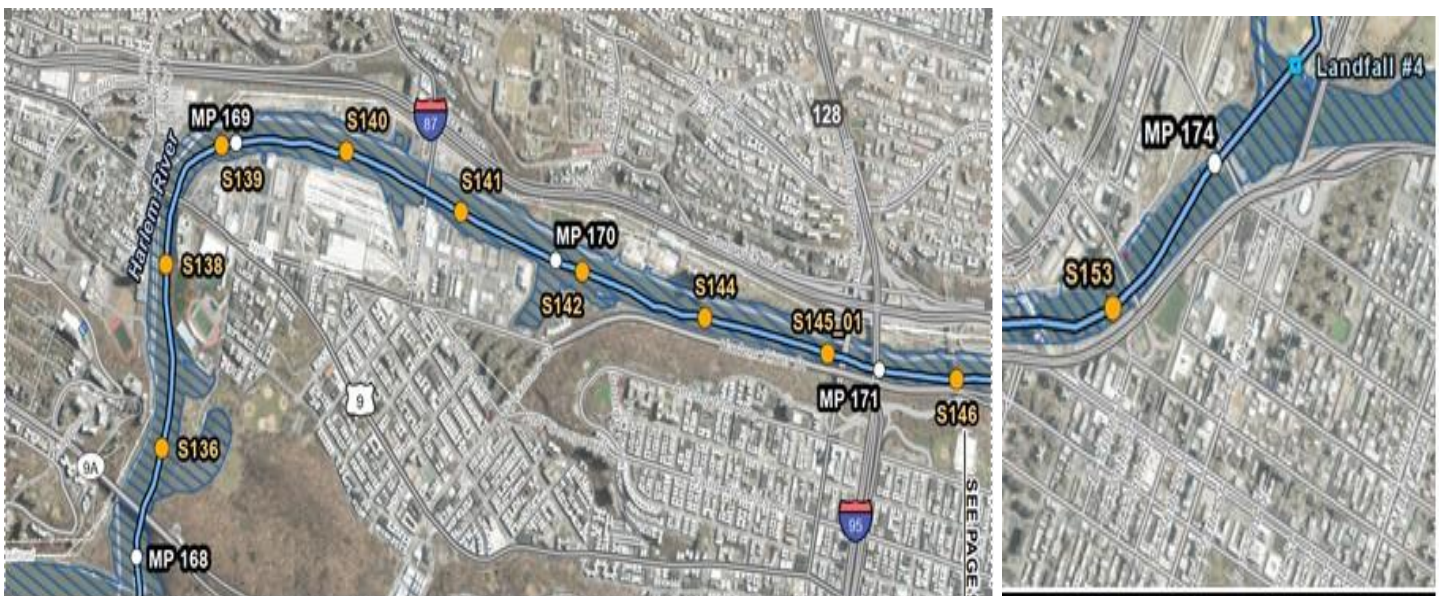 128
87
MP 169
S140
Harlem River
S139
S141
S138
MP 170
S142
S144
S145_01
MP 171
S146
9
S136
9A
95
SEE PAGE
MP 168
Landfall #4
MP 174
S153